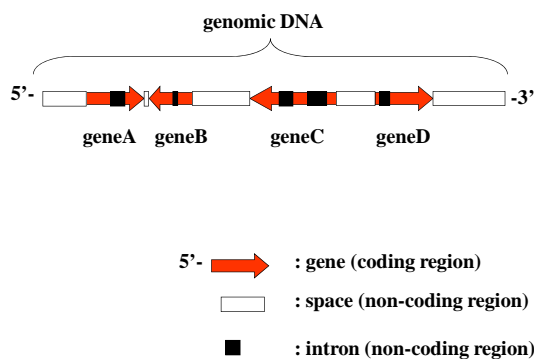 genomic DNA
5'- -3'
geneA geneB geneC geneD
5'- : gene (coding region)
: space (non-coding region)
: intron (non-coding region)